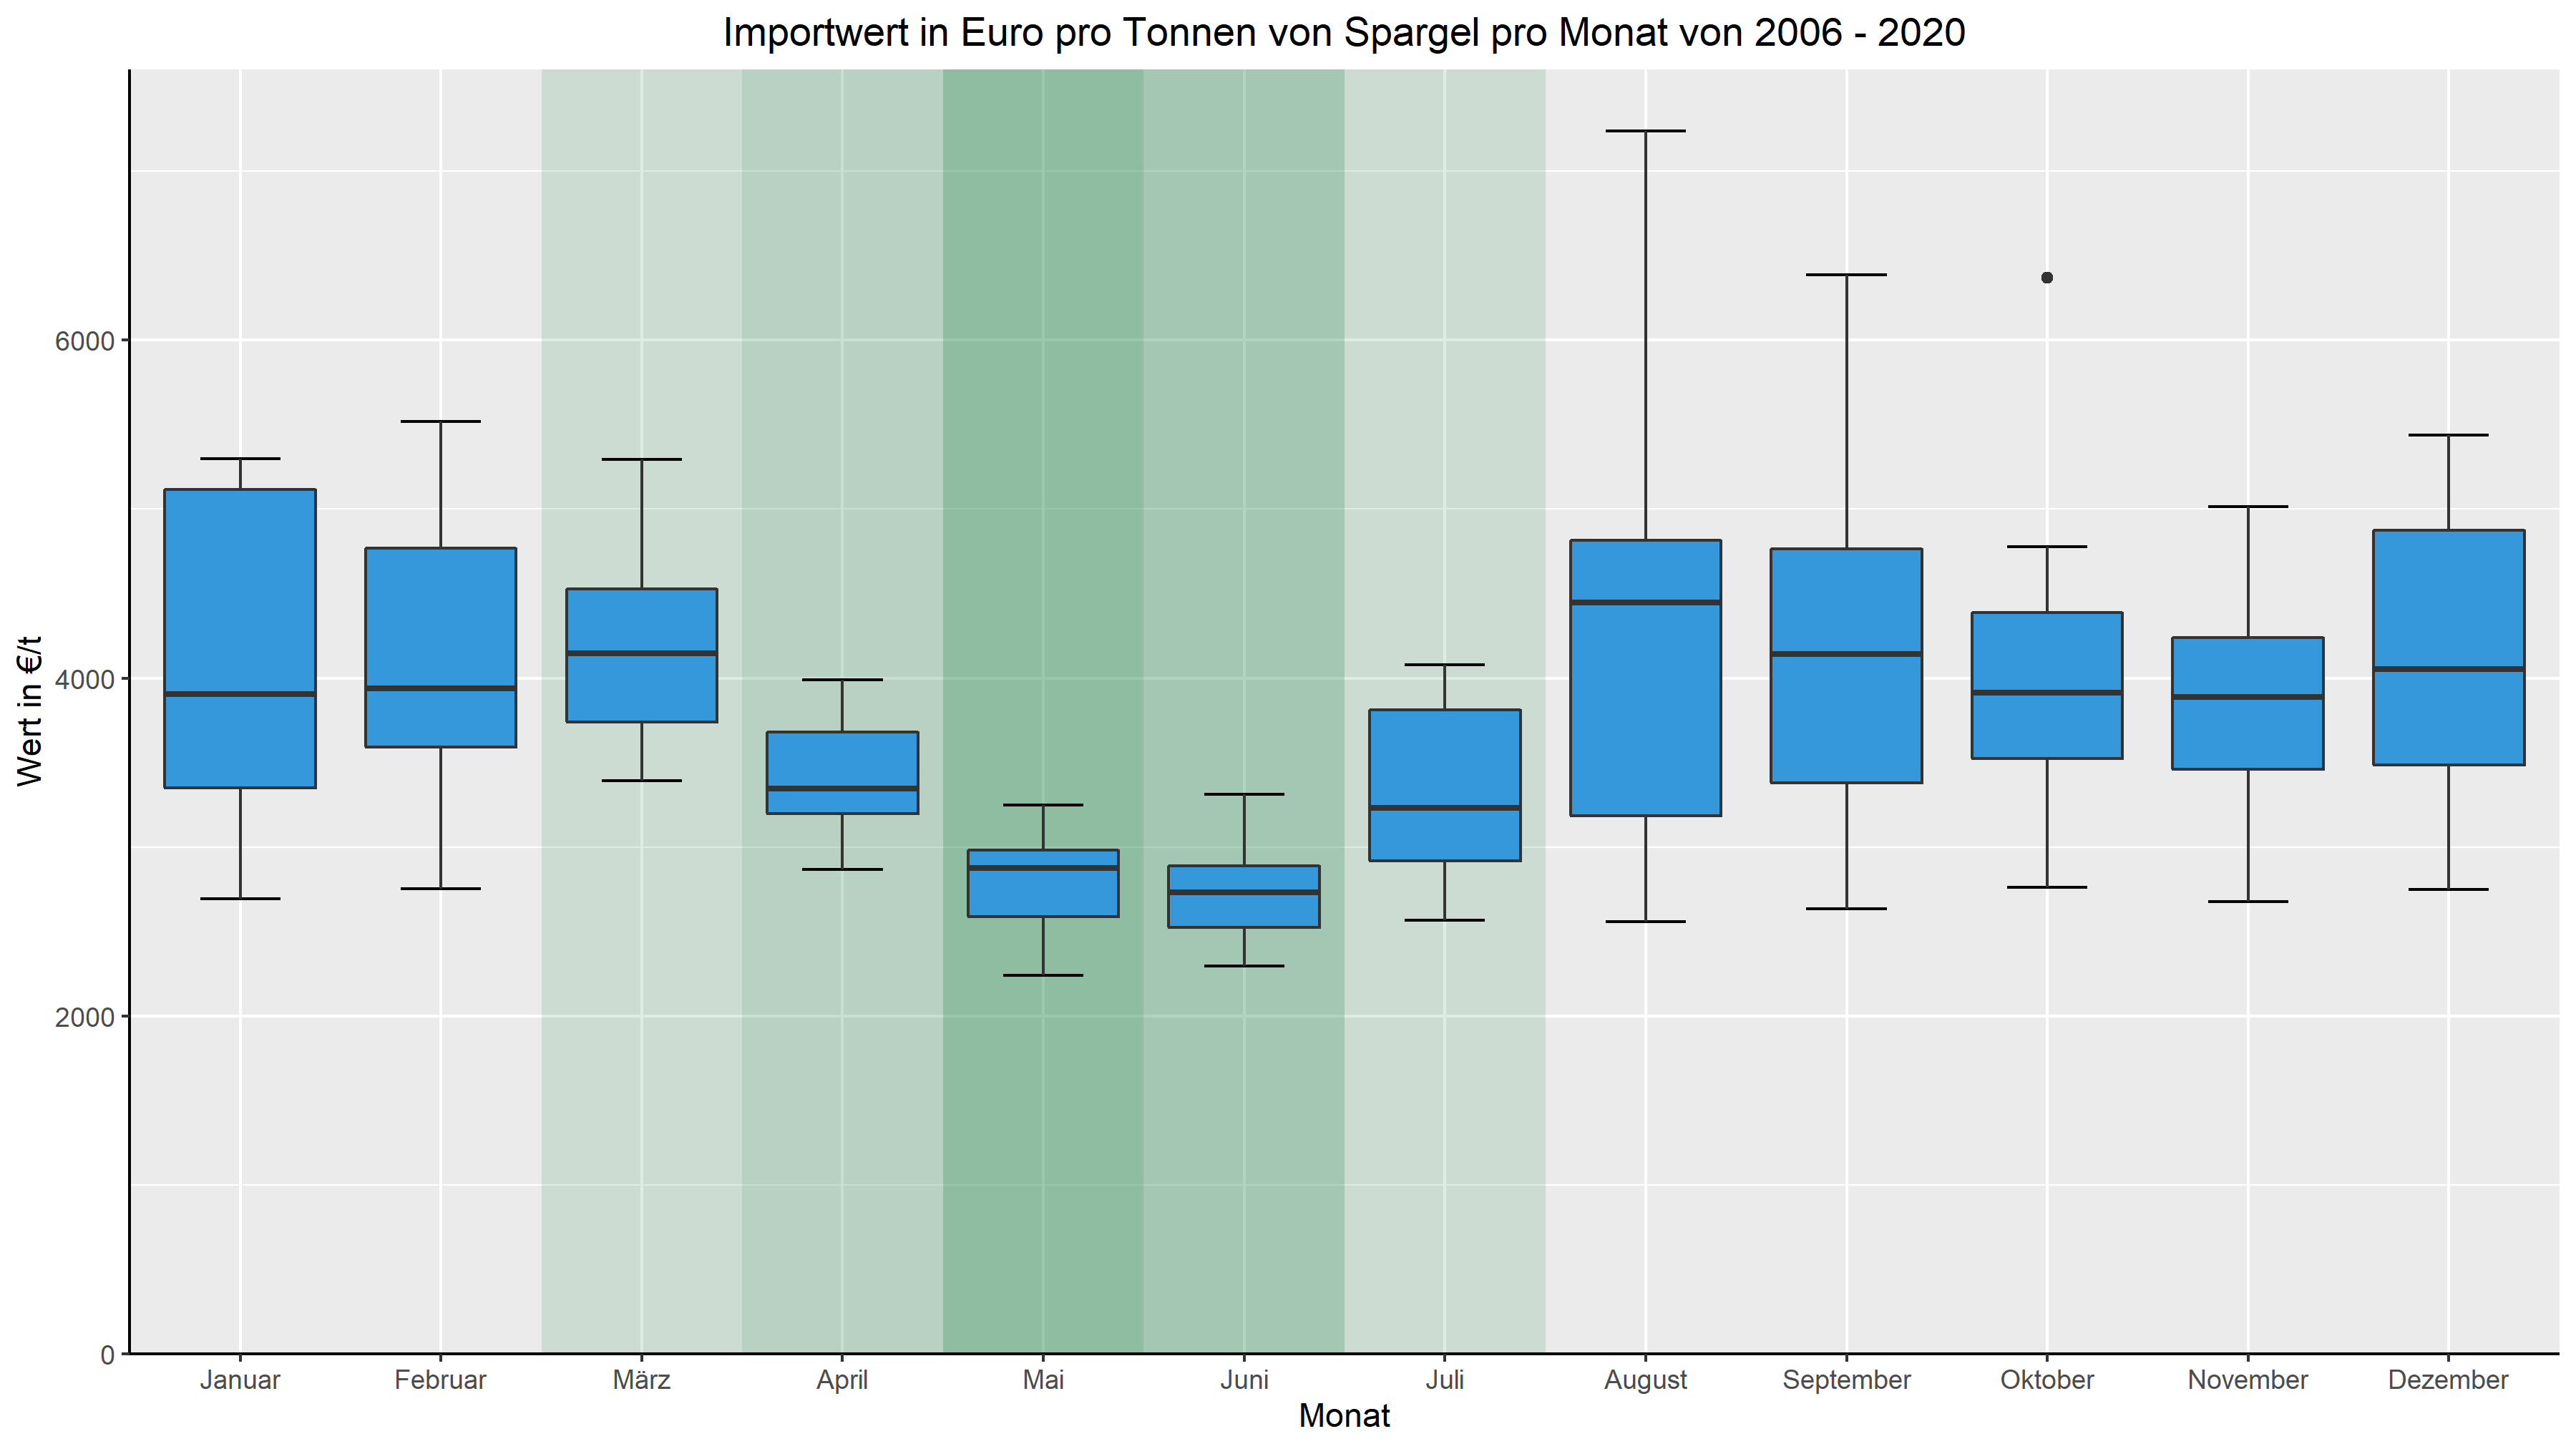 Importwert in Euro pro Tonnen von Spargel pro Monat von 2006 - 2020
Wert in €/t
6000
4000
2000
0
Januar Februar März April Mai Juni Juli August September Oktober November Dezember
Monat